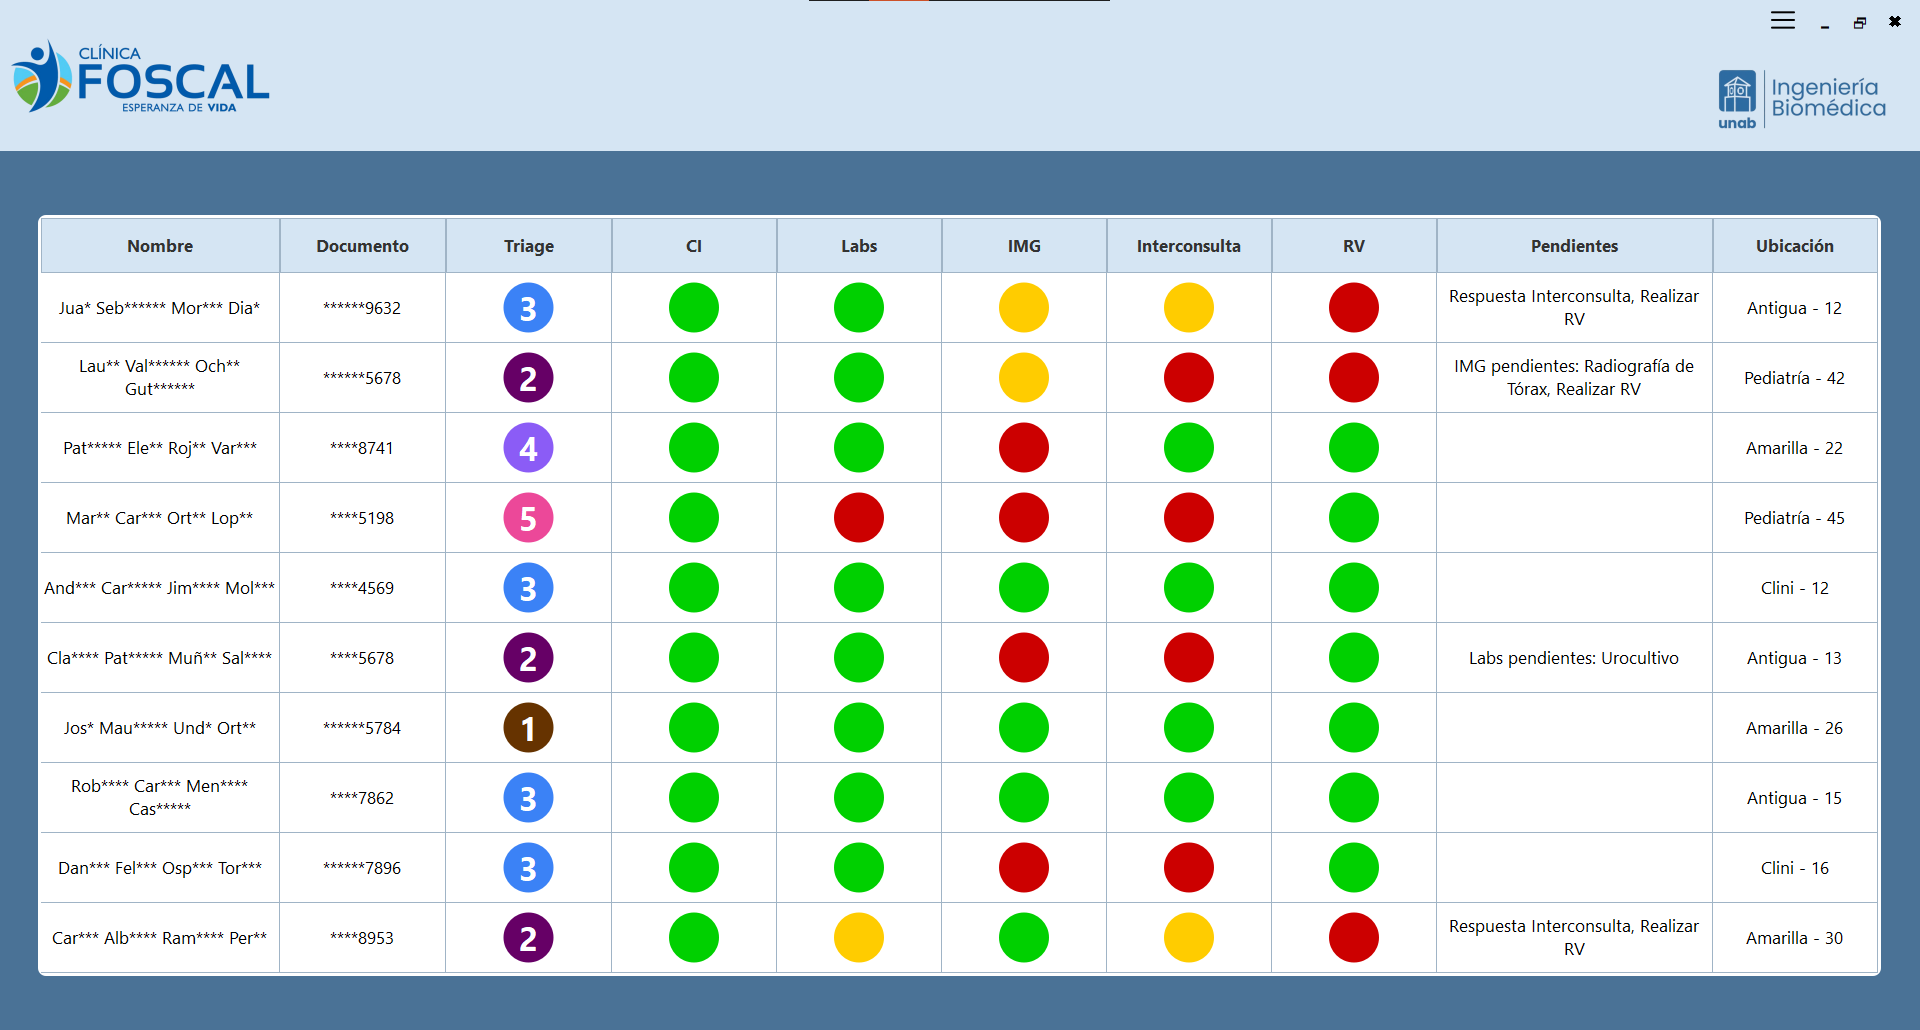 CLÍNICA
FOSCAL
ESPERANZA DE VIDA
unab
Ingeniería
Biomédica
Nombre Documento Triage CI Labs IMG Interconsulta RV Pendientes Ubicación
Jua* Seb****** Mor*** Dia* ******9632 3 Respuesta Interconsulta, Realizar
RV Antigua - 12
Lau** Val****** Och**
Gut****** ******5678 2 IMG pendientes: Radiografía de
Tórax, Realizar RV Pediatría - 42
Pat***** Ele** Roj** Var*** ****8741 4 Amarilla - 22
Mar** Car*** Ort** Lop** ****5198 5 Pediatría - 45
And*** Car***** Jim**** Mol*** ****4569 3 Clini - 12
Cla**** Pat***** Muñ** Sal**** ****5678 2 Labs pendientes: Urocultivo Antigua - 13
Jos* Mau***** Und* Ort** ******5784 1 Amarilla - 26
Rob**** Car*** Men****
Cas***** ****7862 3 Antigua - 15
Dan*** Fel*** Osp*** Tor*** ******7896 3 Clini - 16
Car*** Alb**** Ram**** Per** ****8953 2 Respuesta Interconsulta, Realizar
RV Amarilla - 30